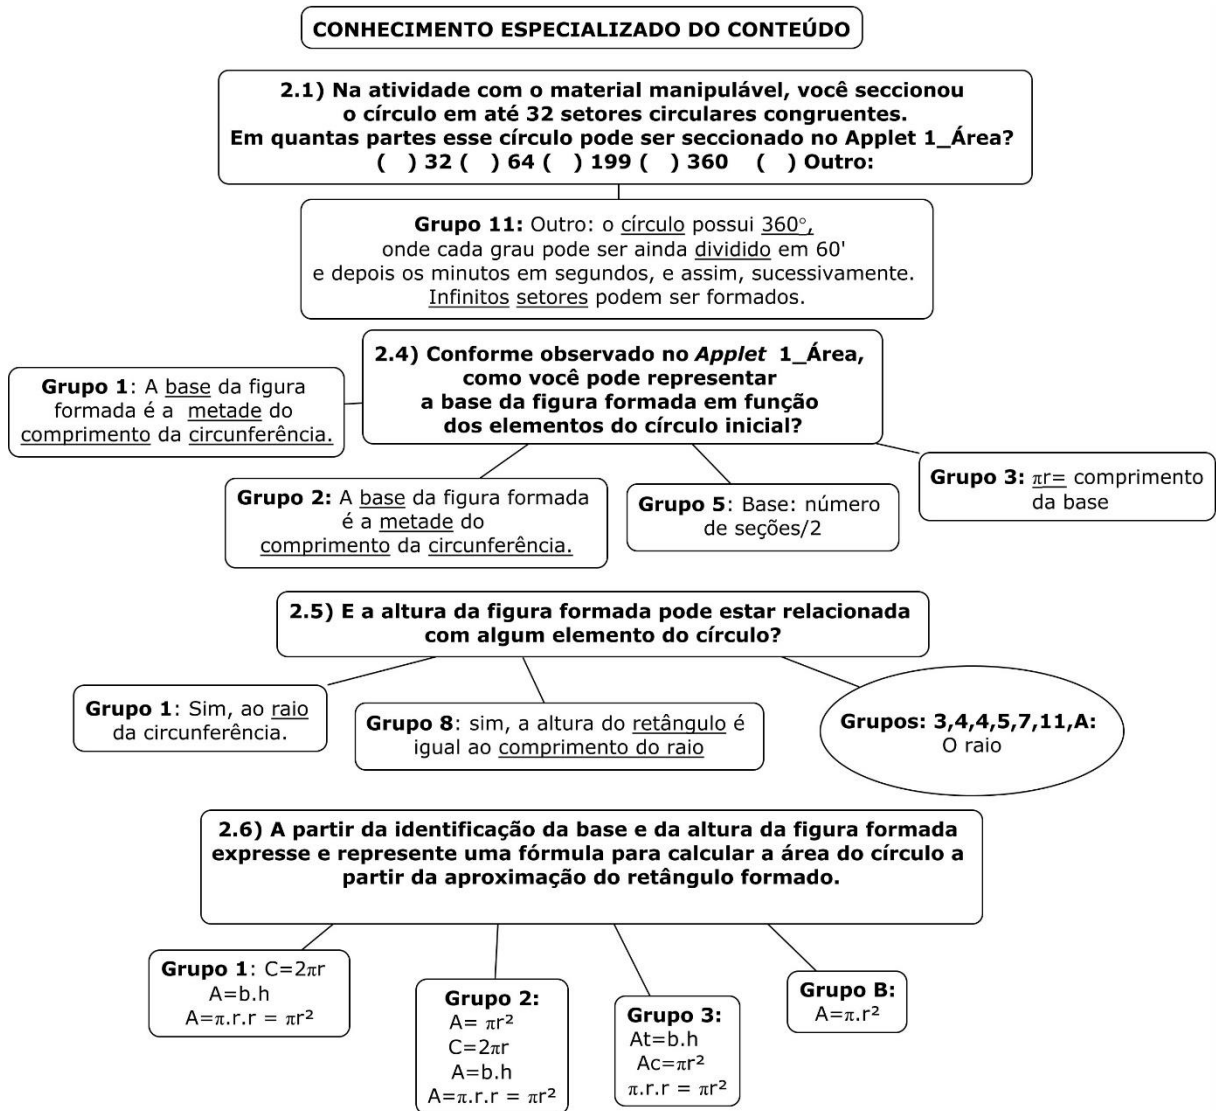 CONHECIMENTO ESPECIALIZADO DO CONTEÚDO
2.1) Na atividade com o material manipulável, você seccionou
o círculo em até 32 setores circulares congruentes.
Em quantas partes esse círculo pode ser seccionado no Applet 1_Área?
( ) 32 ( ) 64 ( ) 199 ( ) 360 ( ) Outro:
Grupo 11: Outro: o círculo possui 360°,
onde cada grau pode ser ainda dividido em 60'
e depois os minutos em segundos, e assim, sucessivamente.
Infinitos setores podem ser formados.
2.4) Conforme observado no Applet 1_Área,
como você pode representar
a base da figura formada em função
dos elementos do círculo inicial?
Grupo 1: A base da figura
formada é a metade do
comprimento da circunferência.
Grupo 2: A base da figura formada
é a metade do
comprimento da circunferência.
Grupo 5: Base: número
de seções/2
Grupo 3: πr= comprimento
da base
2.5) E a altura da figura formada pode estar relacionada
com algum elemento do círculo?
Grupo 1: Sim, ao raio
da circunferência.
Grupo 8: sim, a altura do retângulo é
igual ao comprimento do raio
Grupos: 3,4,4,5,7,11,A:
O raio
2.6) A partir da identificação da base e da altura da figura formada
expresse e represente uma fórmula para calcular a área do círculo a
partir da aproximação do retângulo formado.
Grupo 1: C=2πr
A=b.h
A=π.r.r = πr²
Grupo 2:
A= πr²
C=2πr
A=b.h
A=π.r.r = πr²
Grupo 3:
At=b.h
Ac=πr²
π.r.r = πr²
Grupo B:
A=π.r²